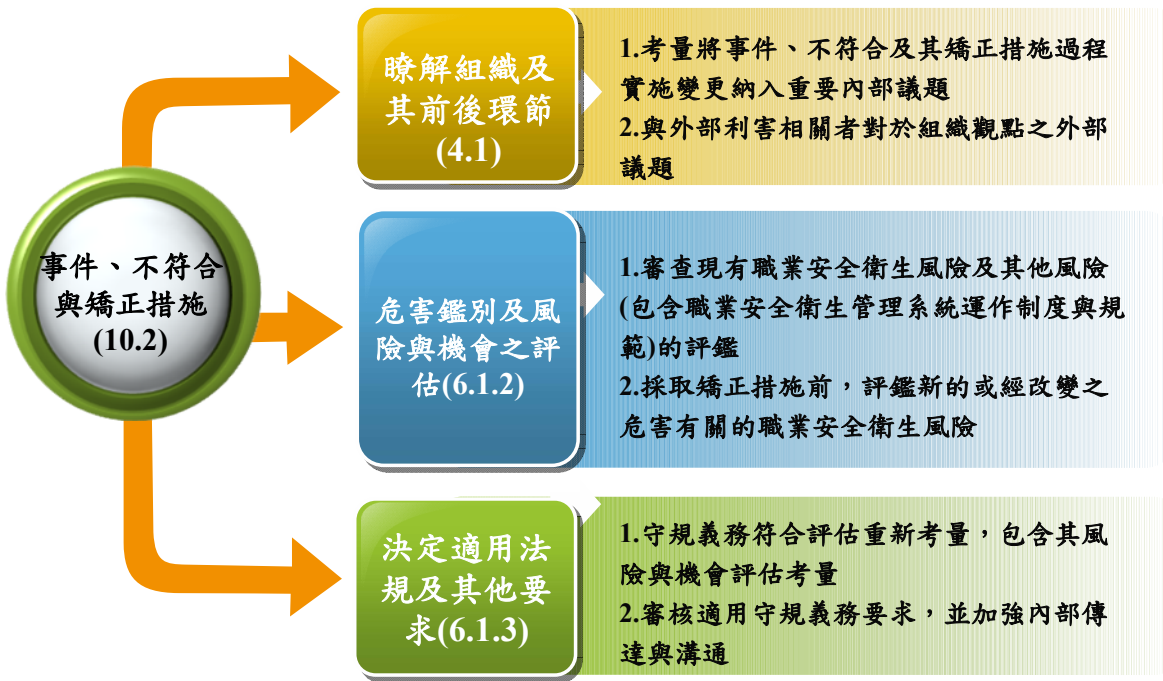 事件、不符合
與矯正措施
(10.2)
瞭解組織及
其前後環節
(4.1)
1.考量將事件、不符合及其矯正措施過程
實施變更納入重要內部議題
2.與外部利害相關者對於組織觀點之外部
議題
危害鑑別及風
險與機會之評
估(6.1.2)
1.審查現有職業安全衛生風險及其他風險
(包含職業安全衛生管理系統運作制度與規
範)的評鑑
2.採取矯正措施前，評鑑新的或經改變之
危害有關的職業安全衛生風險
決定適用法
規及其他要
求(6.1.3)
1.守規義務符合評估重新考量，包含其風
險與機會評估考量
2.審核適用守規義務要求，並加強內部傳
達與溝通